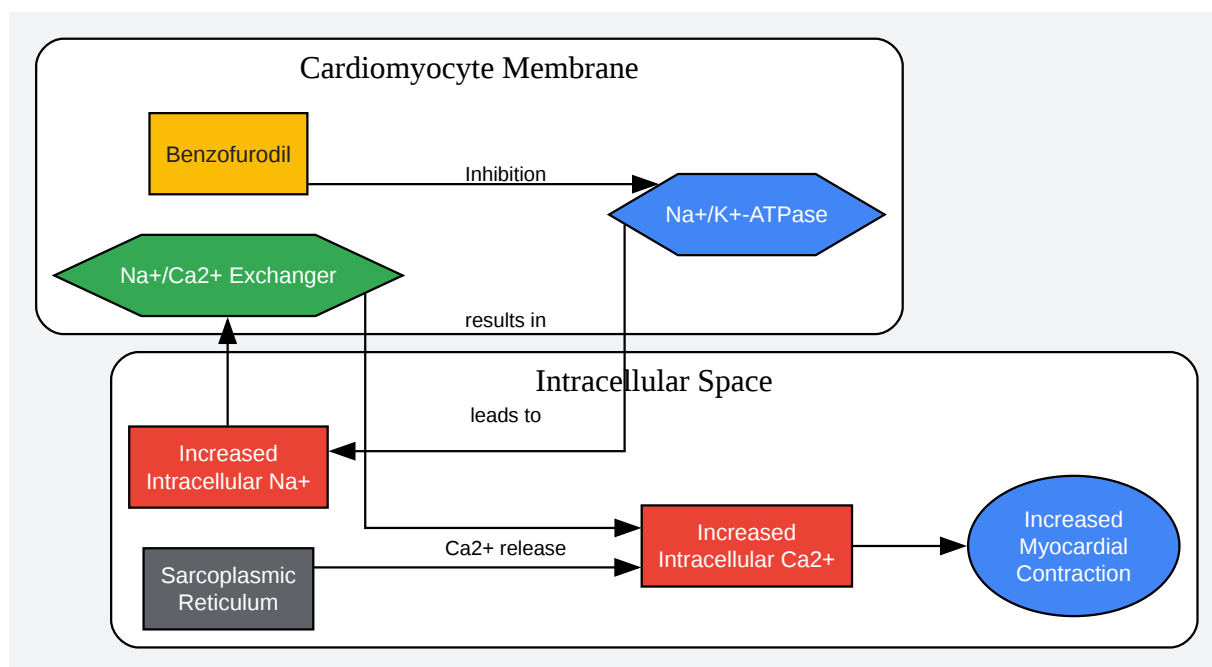 Cardiomyocyte Membrane
Benzofurodil
Inhibition
Na+/K+-ATPase
Na+/Ca2+ Exchanger
results in
Intracellular Space
leads to
Increased
Intracellular Na+
Increased
Intracellular Ca2+
Increased
Myocardial
Contraction
Ca2+ release
Sarcoplasmic
Reticulum